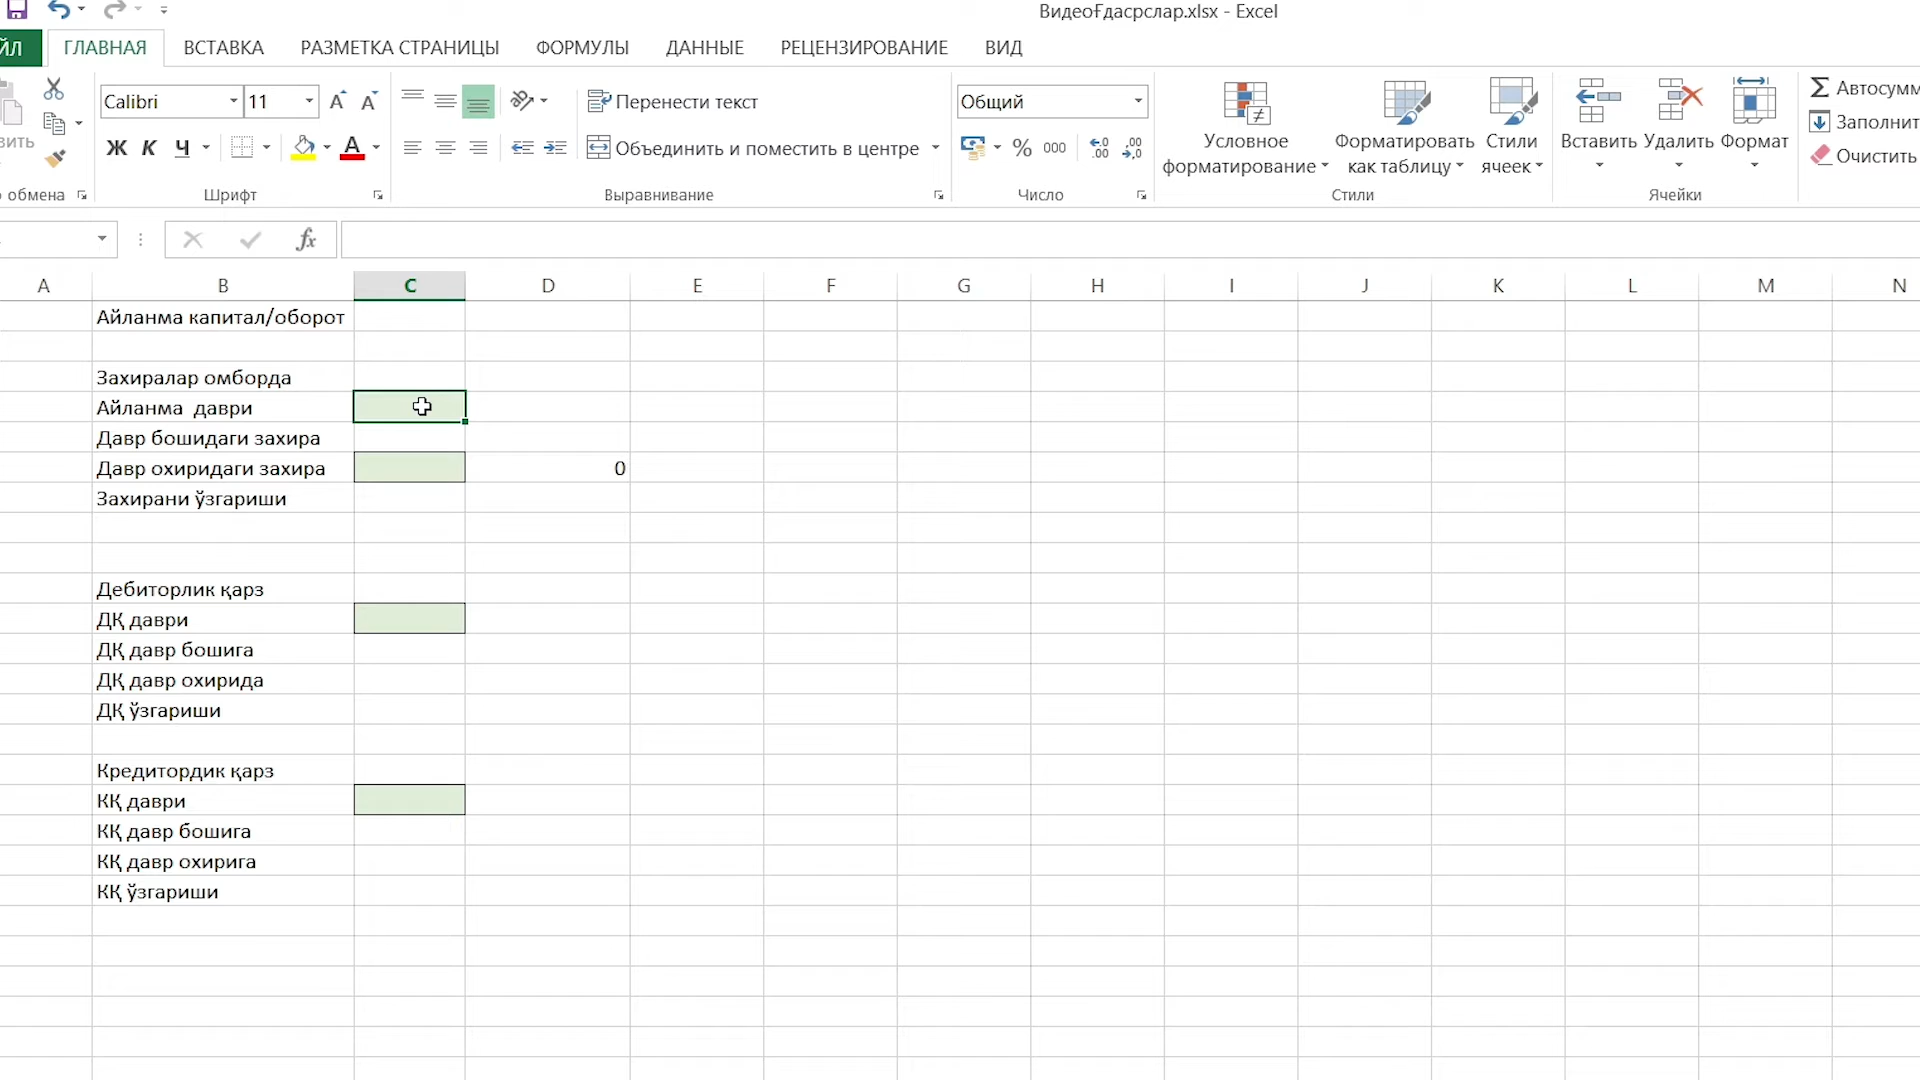 ВидеоҒдасрслар.xlsx - Excel
ЙЛ ГЛАВНАЯ ВСТАВКА РАЗМЕТКА СТРАНИЦЫ ФОРМУЛЫ ДАННЫЕ РЕЦЕНЗИРОВАНИЕ ВИД
Calibri 11 Перенести текст Общий Автосумм
Ж К Ч Объединить и поместить в центре % 000 Условное форматирование Форматировать как таблицу Стили ячеек Вставить Удалить Формат Заполнит
вить Очистить
о обмена Шрифт Выравнивание Число Стили Ячейки
fx
A B C D E F G H I J K L M N
Айланма капитал/оборот
Захиралар омборда
Айланма даври
Давр бошидаги захира
Давр охиридаги захира 0
Захирани ўзгариши
Дебиторлик қарз
ДҚ даври
ДҚ давр бошига
ДҚ давр охирида
ДҚ ўзгариши
Кредитордик қарз
КҚ даври
КҚ давр бошига
КҚ давр охирига
КҚ ўзгариши